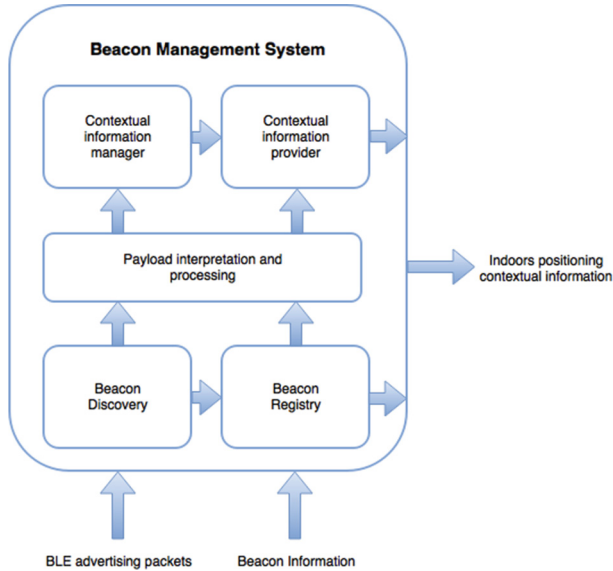 Beacon Management System
Contextual
information
manager
Contextual
information
provider
Payload interpretation and
processing
Indoors positioning
contextual information
Beacon
Discovery
Beacon
Registry
BLE advertising packets
Beacon Information